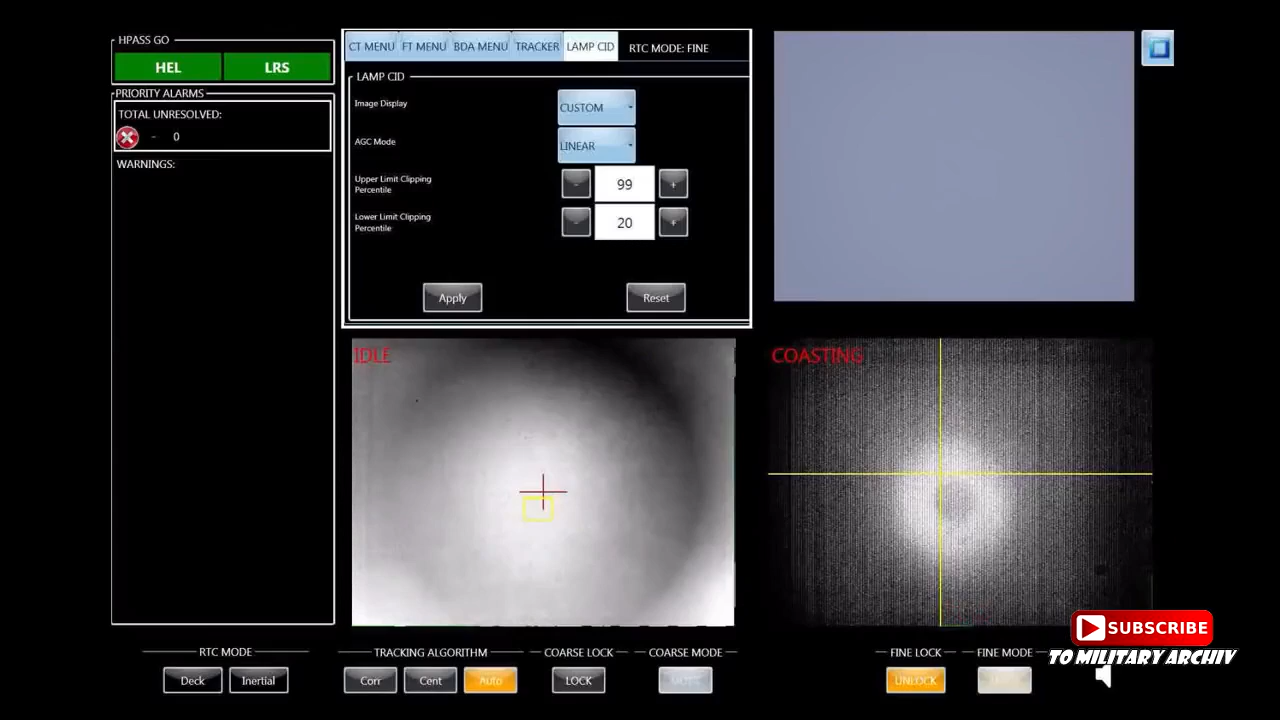 HPASS GO
HEL LRS
PRIORITY ALARMS
TOTAL UNRESOLVED:
- 0
WARNINGS:
CT MENU FT MENU BDA MENU TRACKER LAMP CID RTC MODE: FINE
LAMP CID
Image Display CUSTOM
AGC Mode LINEAR
Upper Limit Clipping
Percentile
- 99 +
Lower Limit Clipping
Percentile
- 20 +
Apply Reset
IDLE
COASTING
SUBSCRIBE
TO MILITARY ARCHIV
RTC MODE
Deck Inertial
TRACKING ALGORITHM
Corr Cent Auto
COARSE LOCK
LOCK
COARSE MODE
FINE LOCK
UNLOCK
FINE MODE